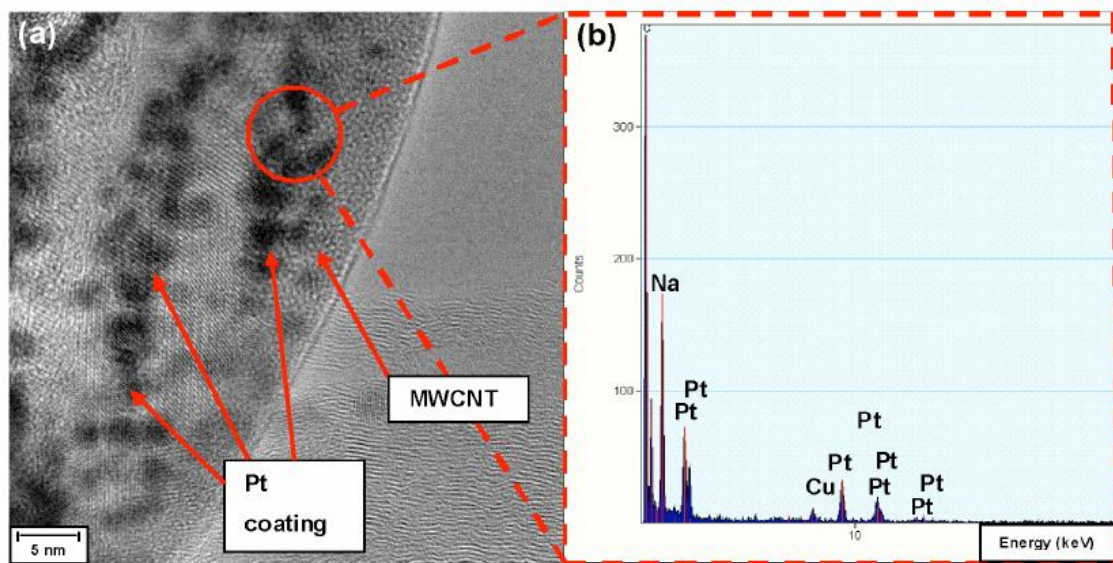 (a)
MWCNT
Pt
coating
5 nm
(b)
C
300
Counts
200
Na
100
Pt
Pt
Pt
Pt
Pt
Cu
Pt
Pt
Pt
10
Energy (keV)